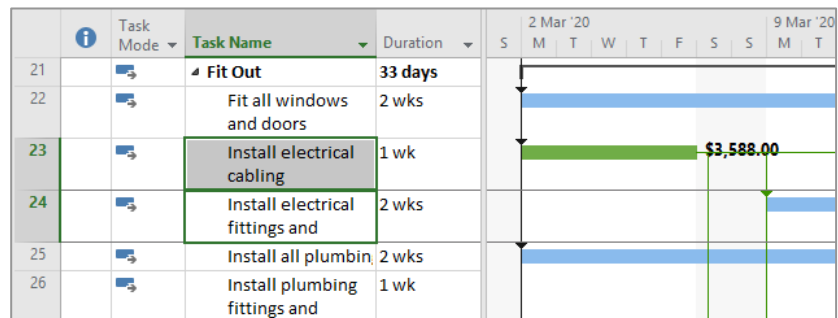 Task
Mode
Task Name
Duration
2 Mar '20
9 Mar '20
S M T W T F S S M T
21 Fit Out 33 days
22 Fit all windows
and doors
2 wks
23 Install electrical
cabling
1 wk
$3,588.00
24 Install electrical
fittings and
2 wks
25 Install all plumbin 2 wks
26 Install plumbing
fittings and
1 wk